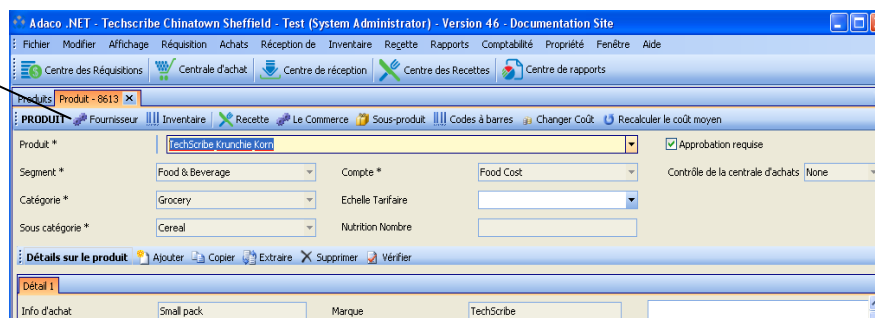 Adaco .NET - Techscribe Chinatown Sheffield - Test (System Administrator) - Version 46 - Documentation Site
Fichier Modifier Affichage Réquisition Achats Réception de Inventaire Recette Rapports Comptabilité Propriété Fenêtre Aide
Centre des Réquisitions Centrale d'achat Centre de réception Centre des Recettes Centre de rapports
Produits Produit - 8613
PRODUIT Fournisseur Inventaire Recette Le Commerce Sous-produit Codes à barres Changer Coût Recalculer le coût moyen
Produit * TechScribe Krunchie Korn Approbation requise
Segment * Food & Beverage Compte * Food Cost Contrôle de la centrale d'achats None
Catégorie * Grocery Echelle Tarifaire
Sous catégorie * Cereal Nutrition Nombre
Détails sur le produit Ajouter Copier Extraire Supprimer Vérifier
Détail 1
Info d'achat Small pack Marque TechScribe